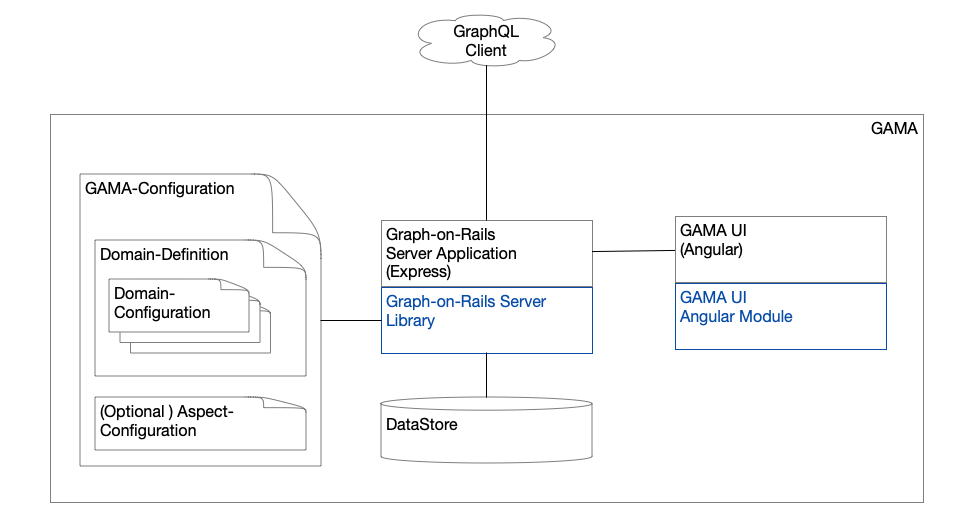 GraphQL
Client
GAMA
GAMA-Configuration
Domain-Definition
Domain-
Configuration
(Optional ) Aspect-
Configuration
Graph-on-Rails
Server Application
(Express)
Graph-on-Rails Server
Library
DataStore
GAMA UI
(Angular)
GAMA UI
Angular Module